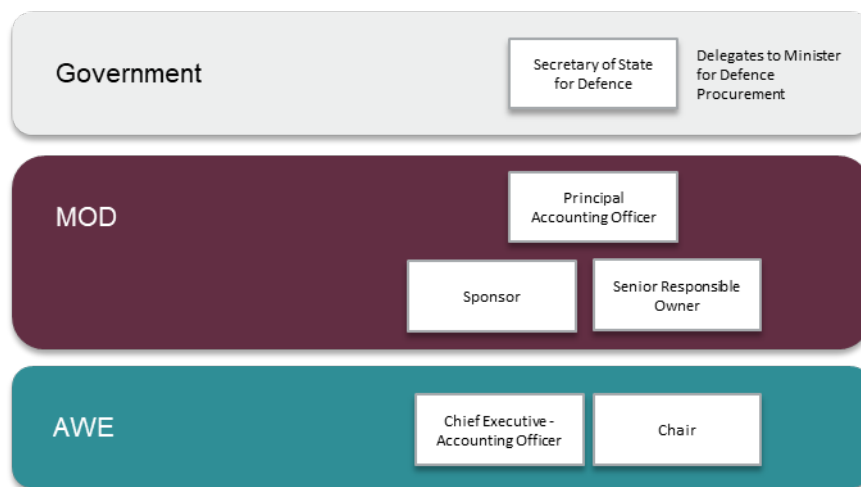 Government
Secretary of State
for Defence
Delegates to Minister
for Defence
Procurement
MOD
Principal
Accounting Officer
Sponsor
Senior Responsible
Owner
AWE
Chief Executive -
Accounting Officer
Chair